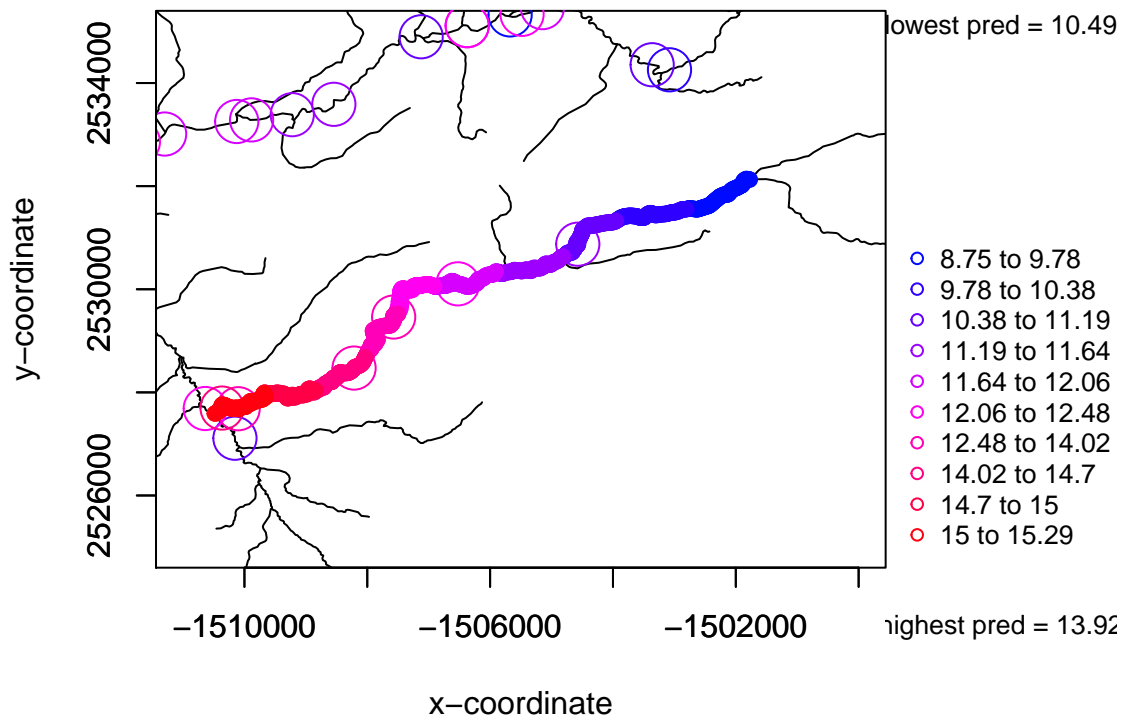 lowest pred = 10.49
2534000
2530000
2526000
y−coordinate
8.75 to 9.78
9.78 to 10.38
10.38 to 11.19
11.19 to 11.64
11.64 to 12.06
12.06 to 12.48
12.48 to 14.02
14.02 to 14.7
14.7 to 15
15 to 15.29
−1510000
−1506000
−1502000
highest pred = 13.92
x−coordinate